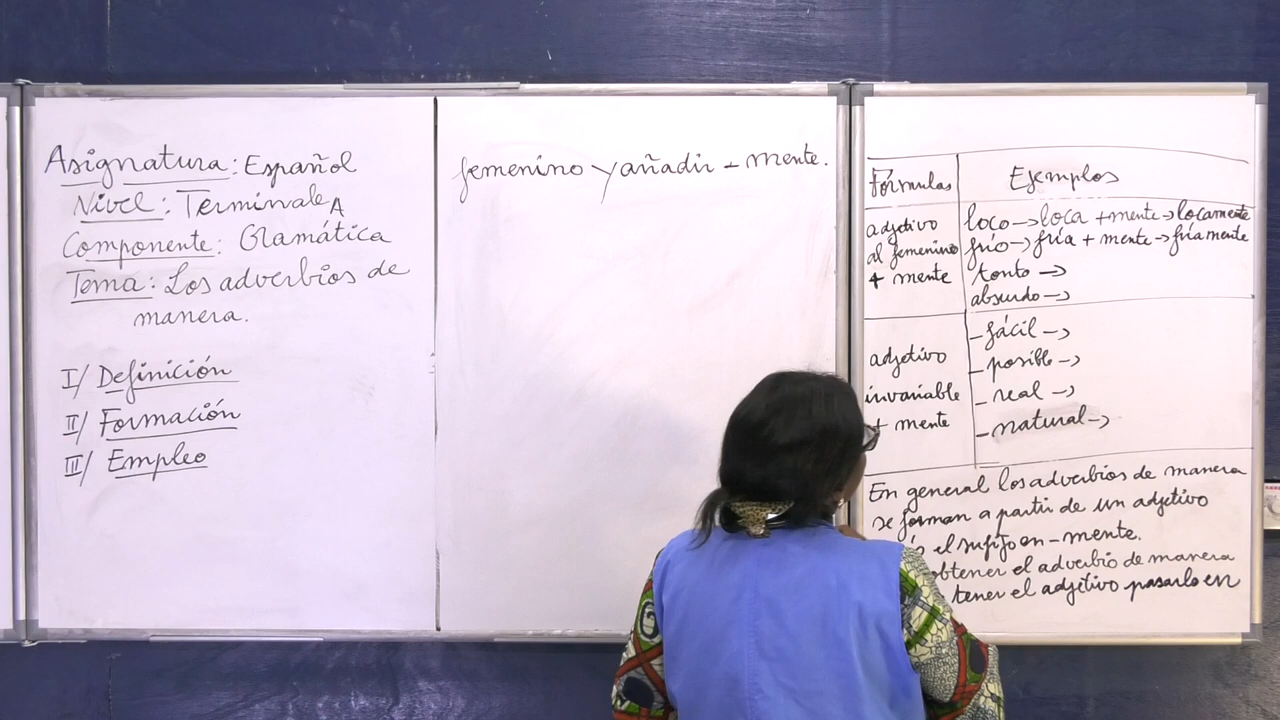 Asignatura: Español
Nivel: Terminale A
Componente: Gramática
Tema: Los adverbios de
manera.
I/ Definición
II/ Formación
III/ Empleo
femenino y añadir - mente.
Fórmulas
Ejemplos
adjetivo
al femenino
+ mente
loco → loca + mente → locamente
frío → fría + mente → fríamente
tonto →
absurdo →
adjetivo
invariable
+ mente
- fácil →
- posible →
- real →
- natural →
En general los adverbios de manera
se forman a partir de un adjetivo
el sufijo en - mente.
obtener el adverbio de manera
tener el adjetivo pasarlo en